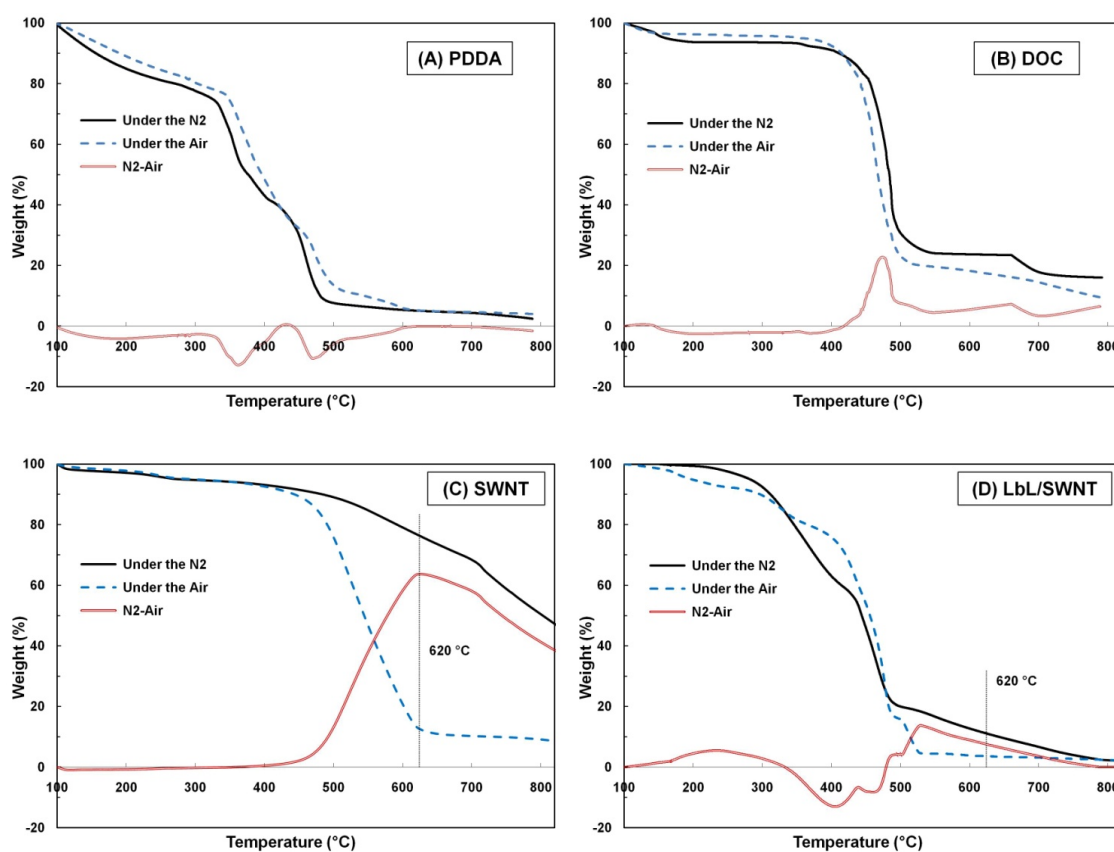 (A) PDDA
Weight (%)
100
80
60
40
20
0
-20
Under the N2
Under the Air
N2-Air
100 200 300 400 500 600 700 800
Temperature (°C)
(B) DOC
Weight (%)
100
80
60
40
20
0
-20
Under the N2
Under the Air
N2-Air
100 200 300 400 500 600 700 800
Temperature (°C)
(C) SWNT
Weight (%)
100
80
60
40
20
0
-20
Under the N2
Under the Air
N2-Air
620 °C
100 200 300 400 500 600 700 800
Temperature (°C)
(D) LbL/SWNT
Weight (%)
100
80
60
40
20
0
-20
Under the N2
Under the Air
N2-Air
620 °C
100 200 300 400 500 600 700 800
Temperature (°C)